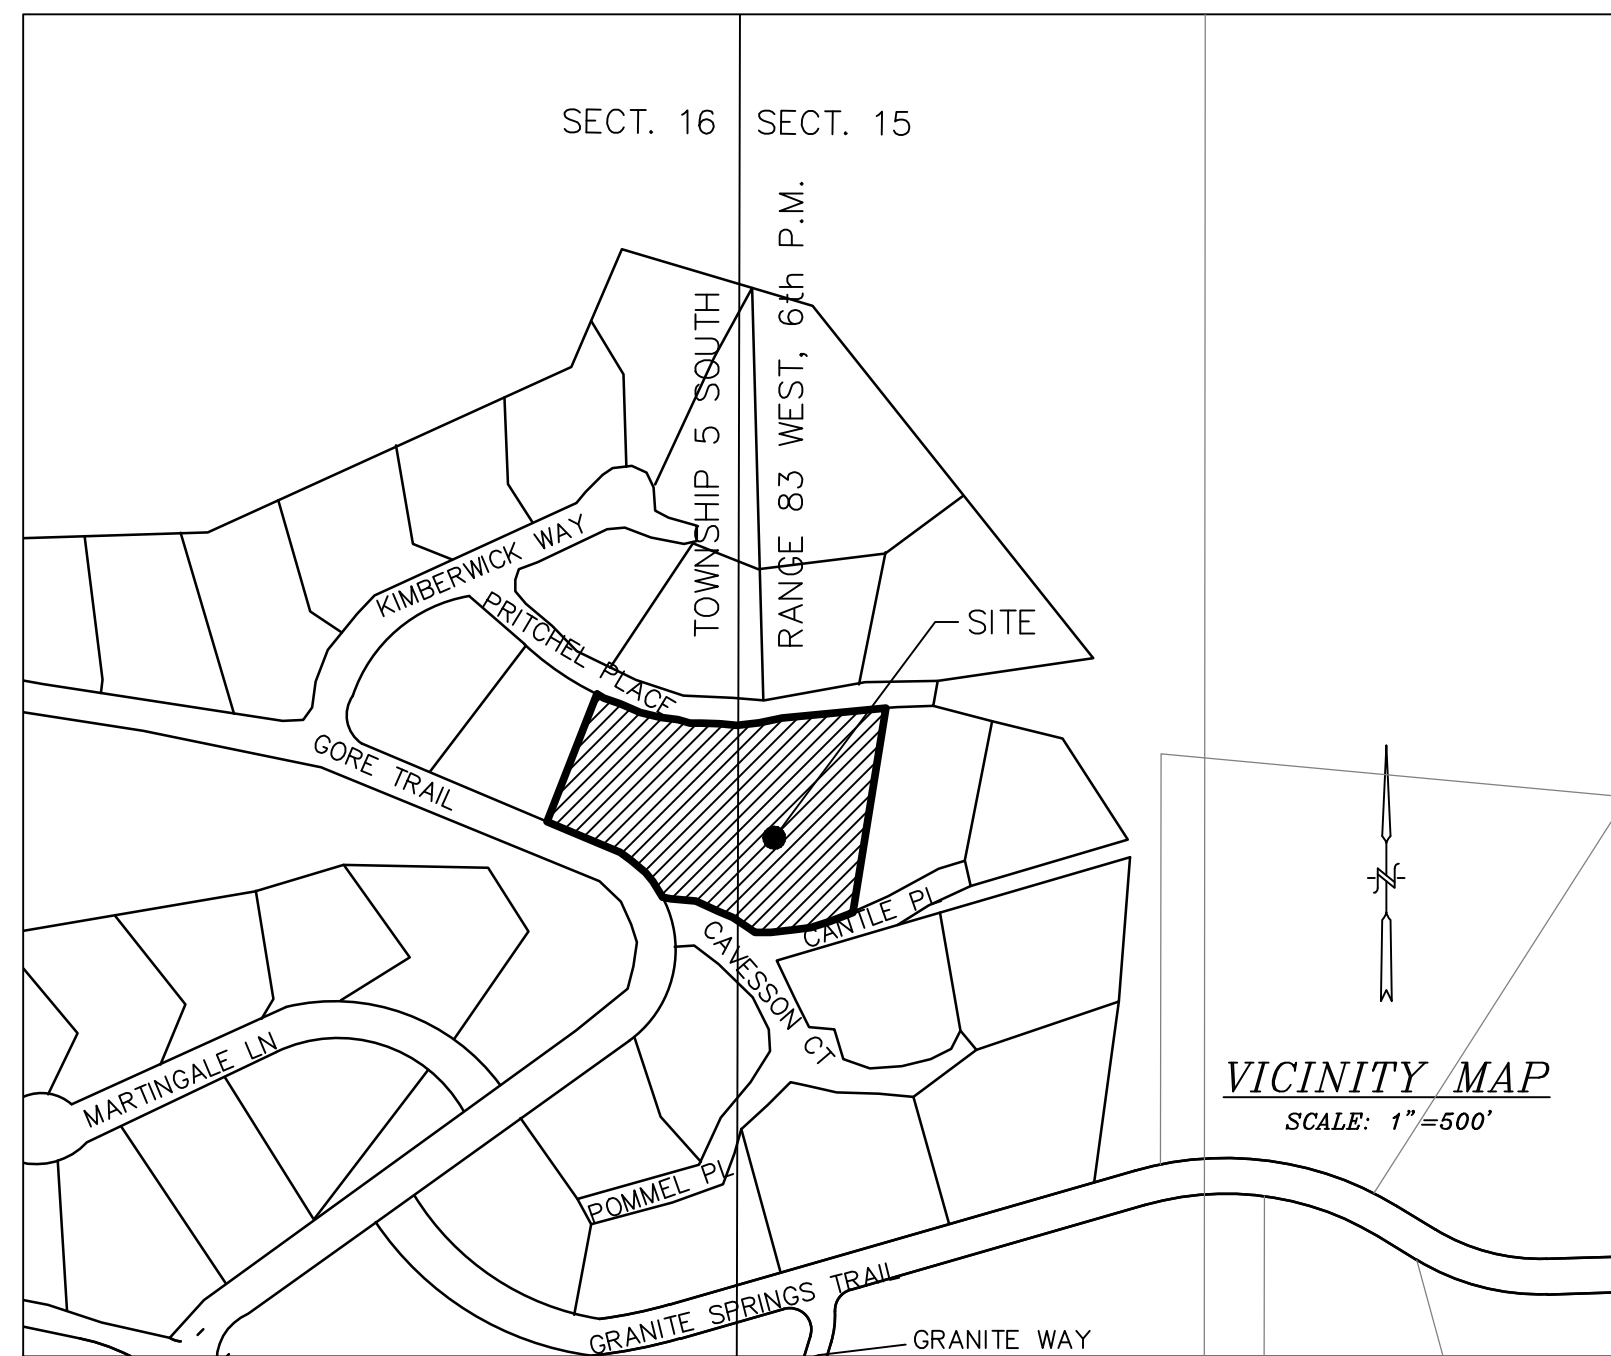 SECT. 16
SECT. 15
TOWNSHIP 5 SOUTH
RANGE 83 WEST, 6th P.M.
KIMBERWICK WAY
PRITCHEL PLACE
SITE
GORE TRAIL
CANTLE PL
CAVESSON CT
MARTINGALE LN
N
VICINITY MAP
SCALE: 1"=500'
POMMEL PL
GRANITE SPRINGS TRAIL
GRANITE WAY